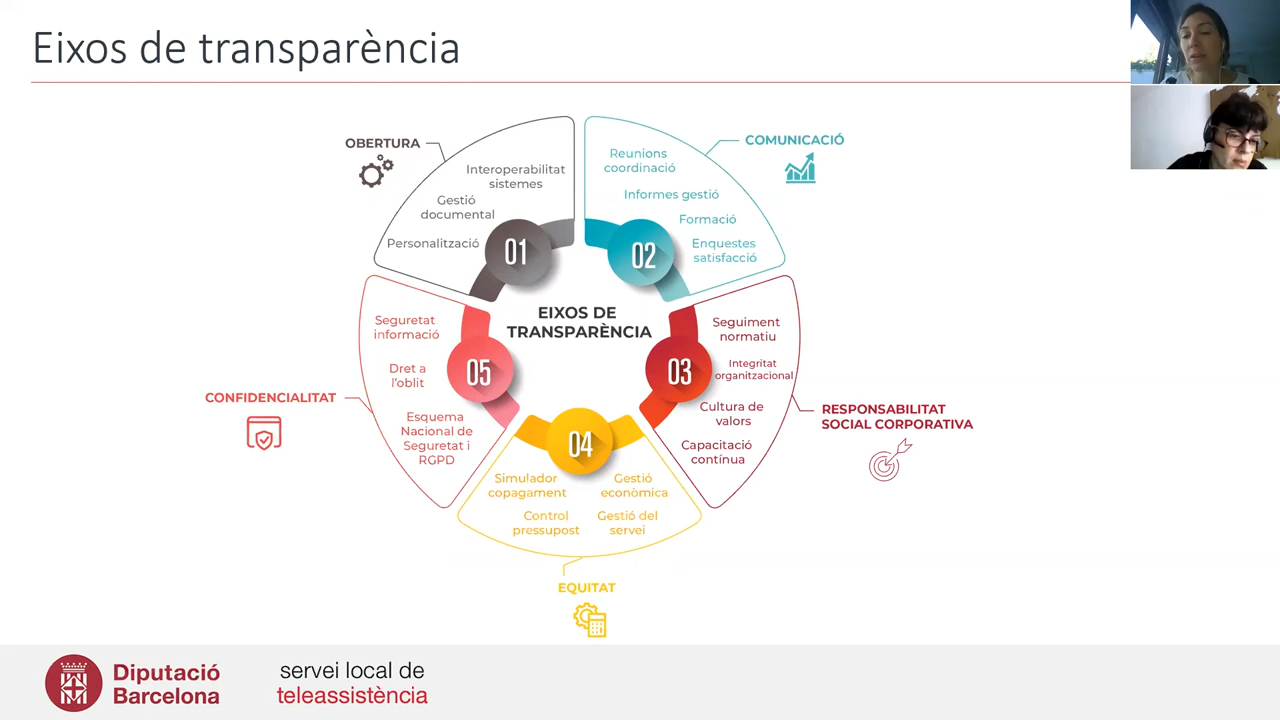 Eixos de transparència
OBERTURA
Interoperabilitat
sistemes
Gestió
documental
Personalització
01
COMUNICACIÓ
Reunions
coordinació
Informes gestió
Formació
Enquestes
satisfacció
02
EIXOS DE
TRANSPARÈNCIA
Seguiment
normatiu
Integritat
organitzacional
Cultura de
valors
Capacitació
contínua
03
RESPONSABILITAT
SOCIAL CORPORATIVA
04
Simulador
copagament
Gestió
econòmica
Control
pressupost
Gestió del
servei
EQUITAT
05
Seguretat
informació
Dret a
l'oblit
Esquema
Nacional de
Seguretat i
RGPD
CONFIDENCIALITAT
Diputació
Barcelona
servei local de
teleassistència